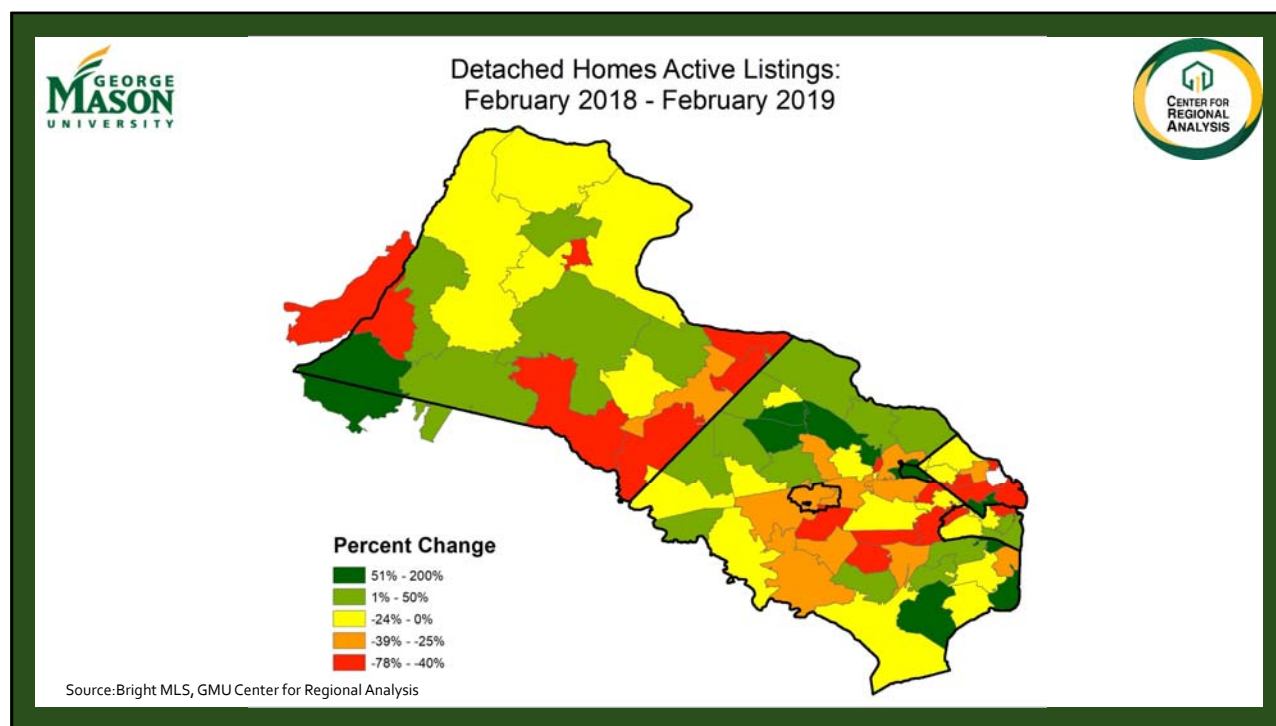 GEORGE
MASON
UNIVERSITY
Detached Homes Active Listings:
February 2018 - February 2019
CENTER FOR
REGIONAL
ANALYSIS
Percent Change
51% - 200%
1% - 50%
-24% - 0%
-39% - -25%
-78% - -40%
Source:Bright MLS, GMU Center for Regional Analysis